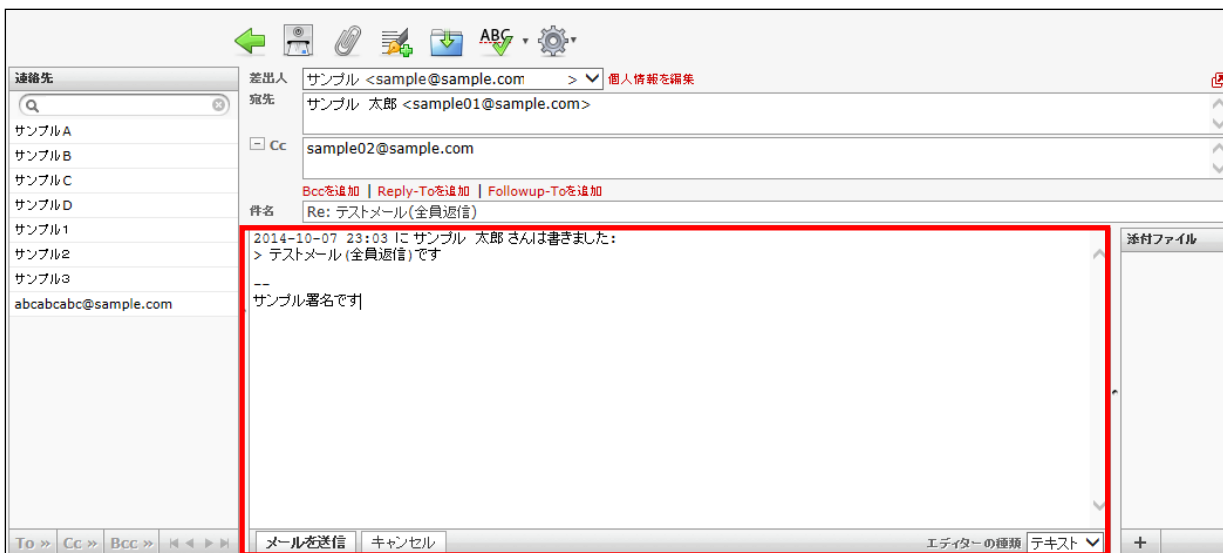 ABC
連絡先
サンプルA
サンプルB
サンプルC
サンプルD
サンプル1
サンプル2
サンプル3
abcabcabc@sample.com
To » Cc » Bcc »
差出人 サンプル <sample@sample.com > 個人情報を編集
宛先 サンプル 太郎 <sample01@sample.com>
Cc sample02@sample.com
Bccを追加 | Reply-Toを追加 | Followup-Toを追加
件名 Re: テストメール(全員返信)
2014-10-07 23:03 に サンプル 太郎 さんは書きました:
> テストメール(全員返信)です
--
サンプル署名です
メールを送信 キャンセル エディターの種類 テキスト
添付ファイル
+